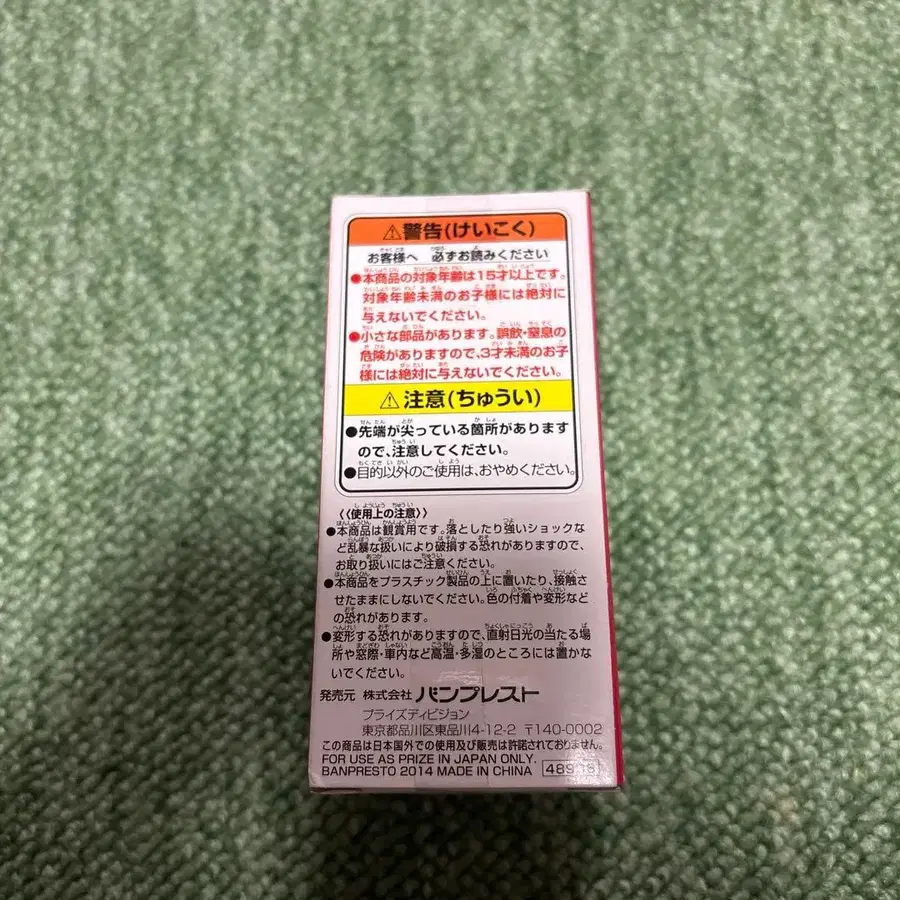 ⚠警告(けいこく)
お客様へ 必ずお読みください
●本商品の対象年齢は15才以上です。
対象年齢未満のお子様には絶対に
与えないでください。
●小さな部品があります。誤飲・窒息の
危険がありますので、3才未満のお子
様には絶対に与えないでください。
⚠注意(ちゅうい)
●先端が尖っている箇所があります
ので、注意してください。
●目的以外のご使用は、おやめください。
《使用上の注意》
●本商品は観賞用です。落としたり強いショックな
ど乱暴な扱いにより破損する恐れがありますので、
お取り扱いにはご注意ください。
●本商品をプラスチック製品の上に置いたり、接触さ
せたままにしないでください。色の付着や変形など
の恐れがあります。
●変形する恐れがありますので、直射日光の当たる場
所や窓際・車内など高温・多湿のところには置かな
いでください。
発売元 株式会社 バンプレスト
プライズディビジョン
東京都品川区東品川4-12-2 〒140-0002
この商品は日本国外での使用及び販売は許諾されておりません。
FOR USE AS PRIZE IN JAPAN ONLY.
BANPRESTO 2014 MADE IN CHINA